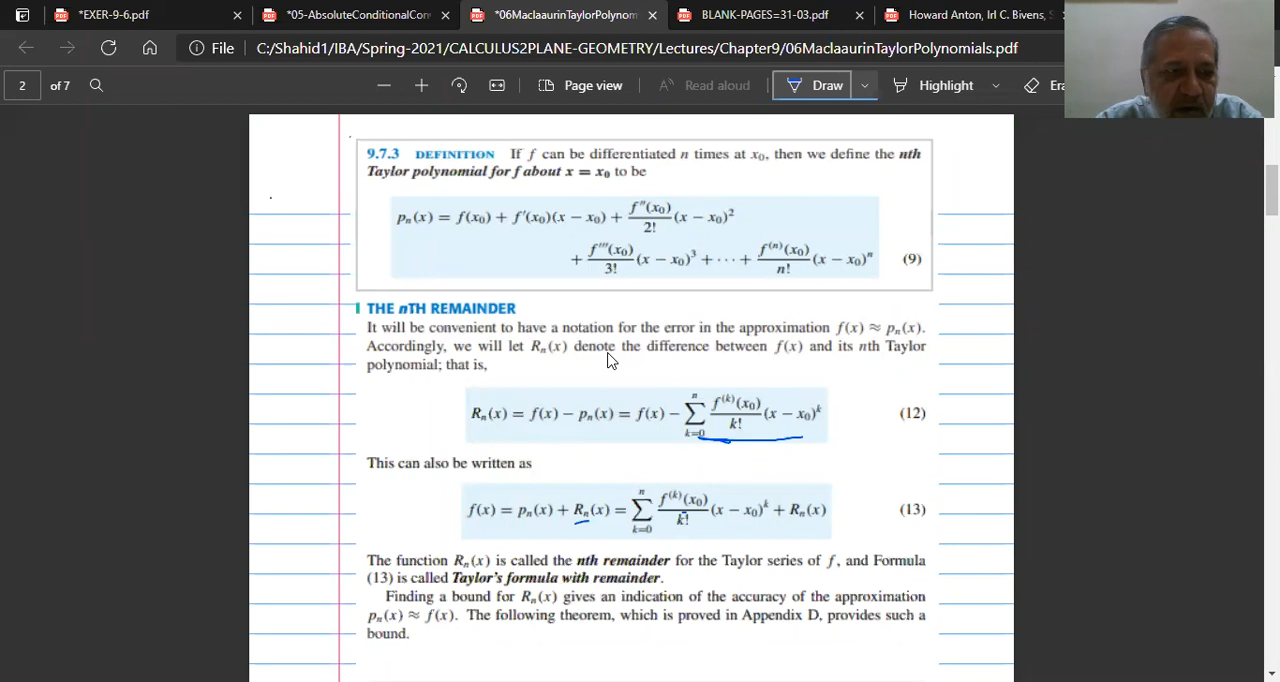 *EXER-9-6.pdf
*05-AbsoluteConditionalCon
*06MaclaaurinTaylorPolynom
BLANK-PAGES=31-03.pdf
Howard Anton, Irl C. Bivens, S
File C:/Shahid1/IBA/Spring-2021/CALCULUS2PLANE-GEOMETRY/Lectures/Chapter9/06MaclaaurinTaylorPolynomials.pdf
2 of 7 Page view Read aloud Draw Highlight Era
9.7.3 DEFINITION If f can be differentiated n times at x₀, then we define the nth
Taylor polynomial for f about x = x₀ to be
pₙ(x) = f(x₀) + f′(x₀)(x − x₀) + f″(x₀)/2! (x − x₀)²
+ f‴(x₀)/3! (x − x₀)³ + ⋯ + f⁽ⁿ⁾(x₀)/n! (x − x₀)ⁿ (9)
THE nTH REMAINDER
It will be convenient to have a notation for the error in the approximation f(x) ≈ pₙ(x).
Accordingly, we will let Rₙ(x) denote the difference between f(x) and its nth Taylor
polynomial; that is,
Rₙ(x) = f(x) − pₙ(x) = f(x) − ∑ₖ₌₀ⁿ f⁽ᵏ⁾(x₀)/k! (x − x₀)ᵏ (12)
This can also be written as
f(x) = pₙ(x) + Rₙ(x) = ∑ₖ₌₀ⁿ f⁽ᵏ⁾(x₀)/k! (x − x₀)ᵏ + Rₙ(x) (13)
The function Rₙ(x) is called the nth remainder for the Taylor series of f, and Formula
(13) is called Taylor's formula with remainder.
Finding a bound for Rₙ(x) gives an indication of the accuracy of the approximation
pₙ(x) ≈ f(x). The following theorem, which is proved in Appendix D, provides such a
bound.